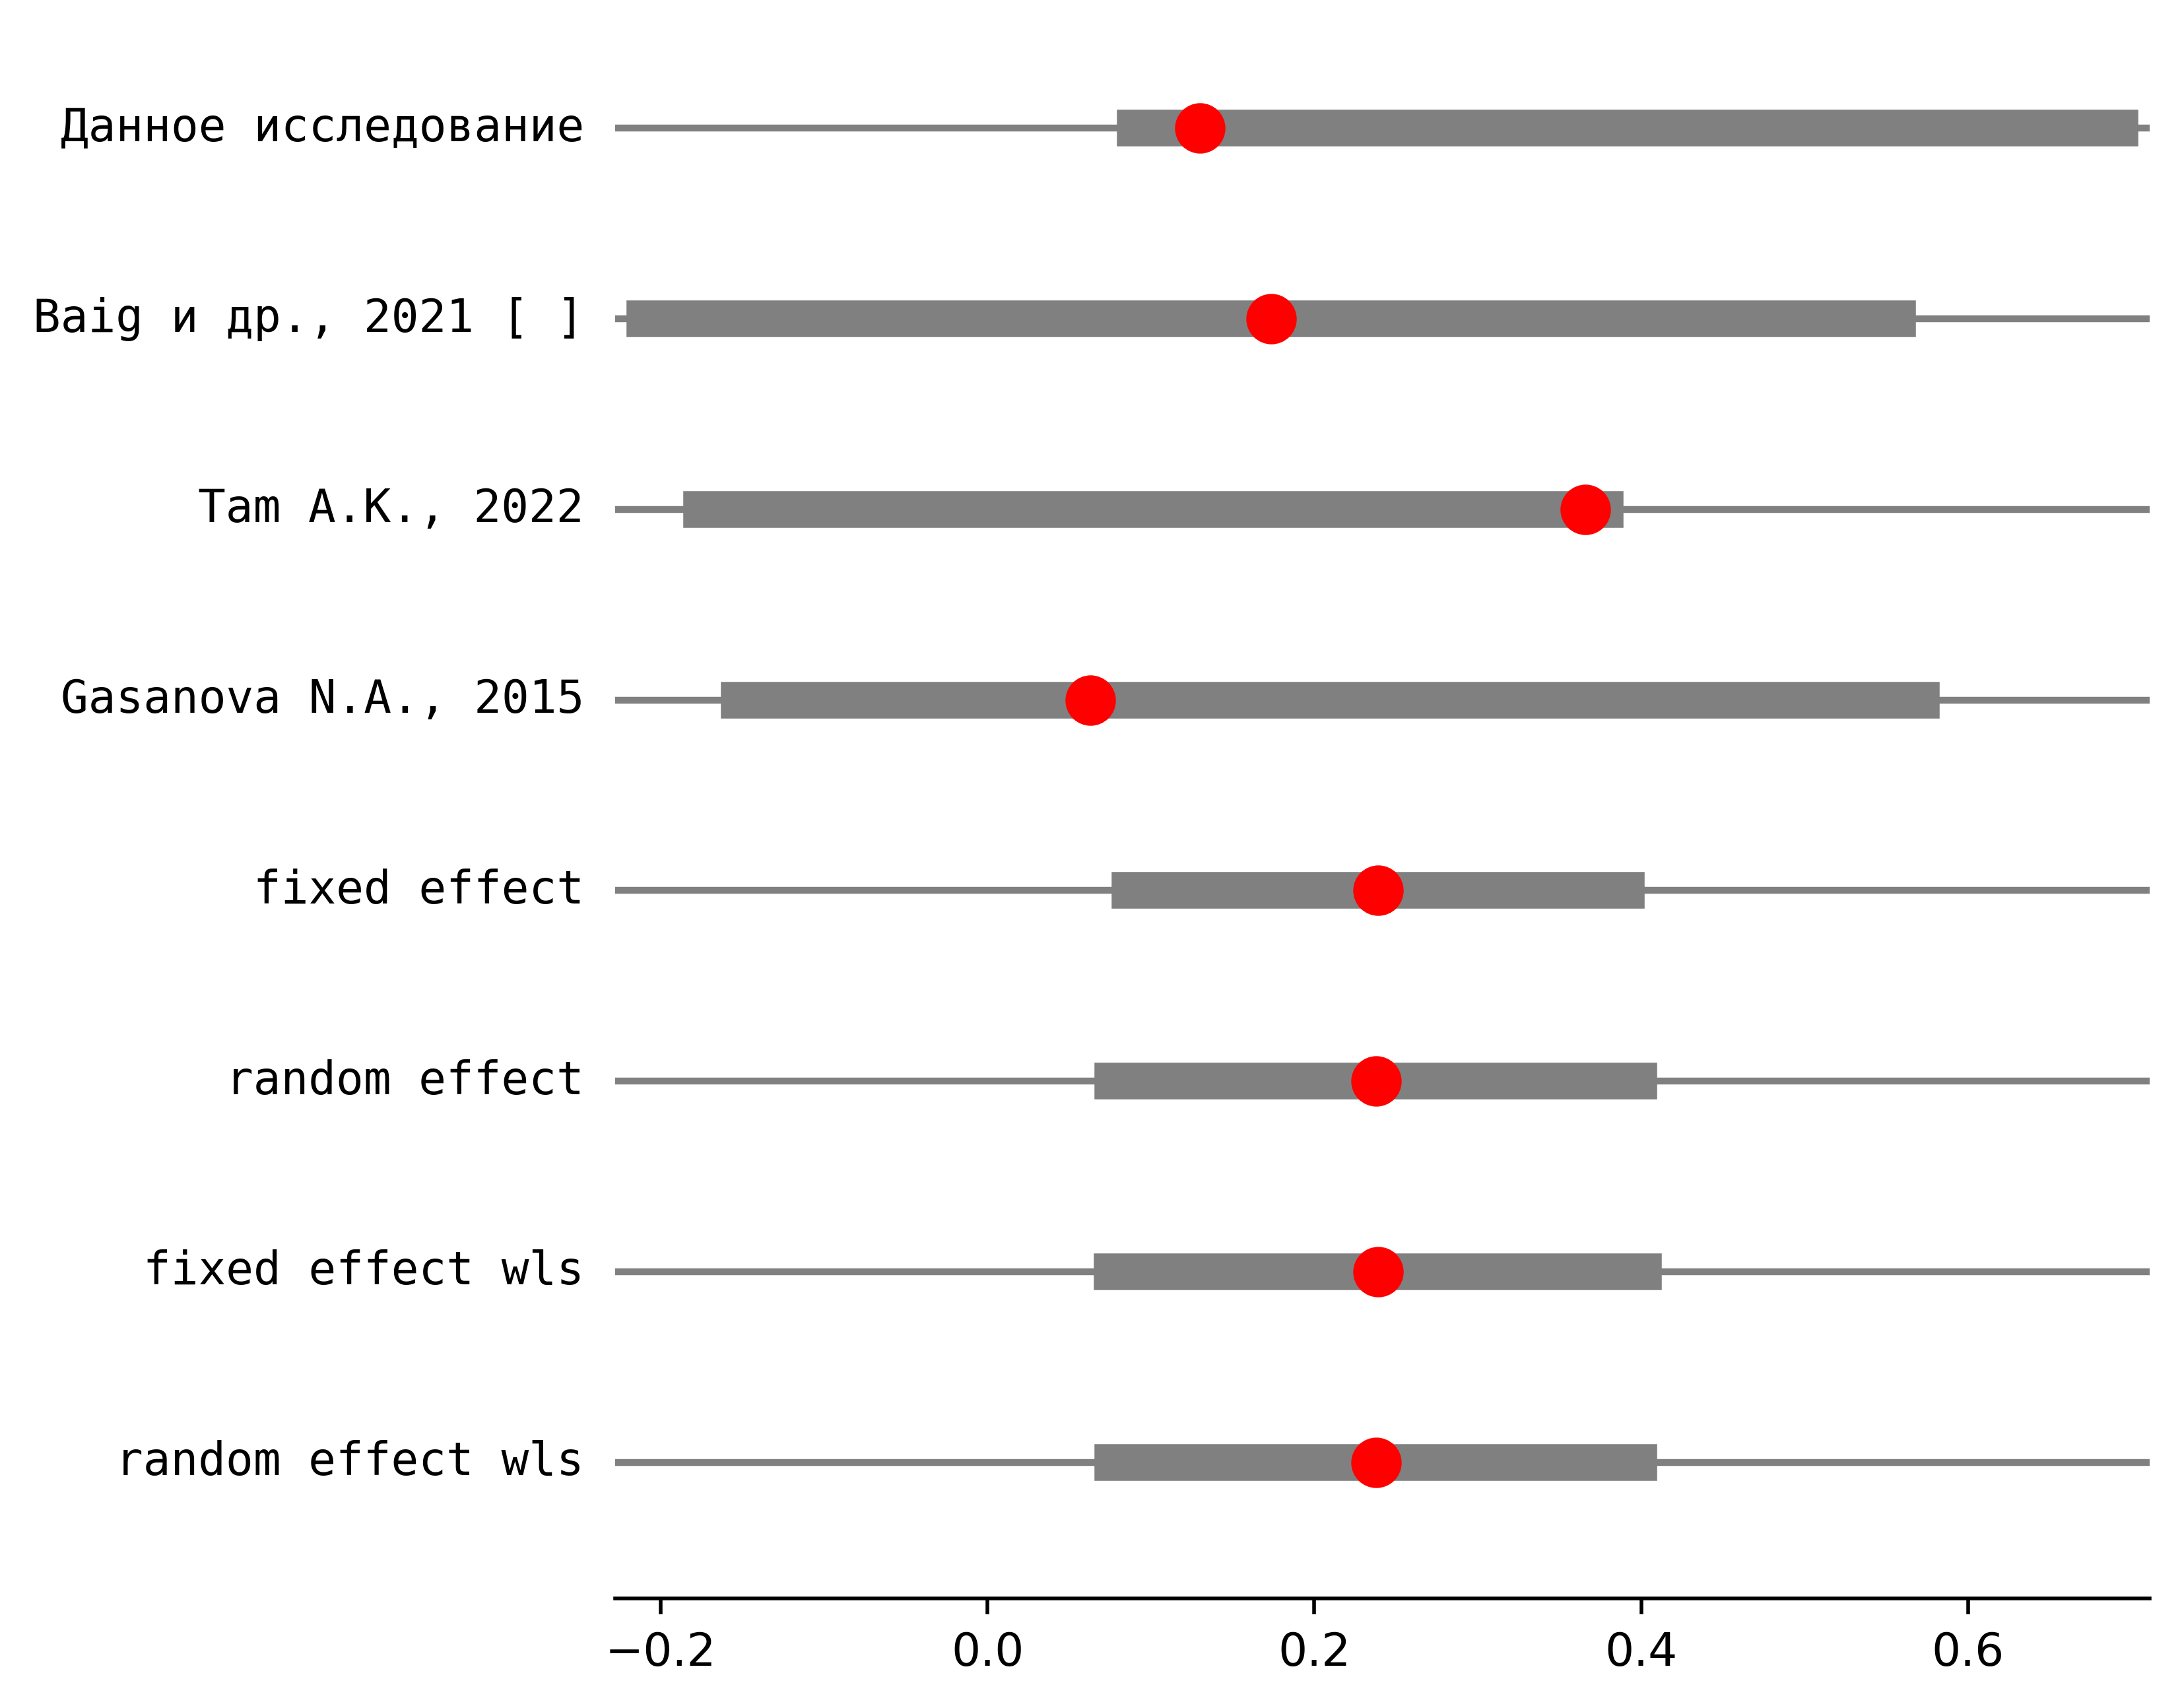 Данное исследование
Baig и др., 2021 [ ]
Tam A.K., 2022
Gasanova N.A., 2015
fixed effect
random effect
fixed effect wls
random effect wls
−0.2 0.0 0.2 0.4 0.6